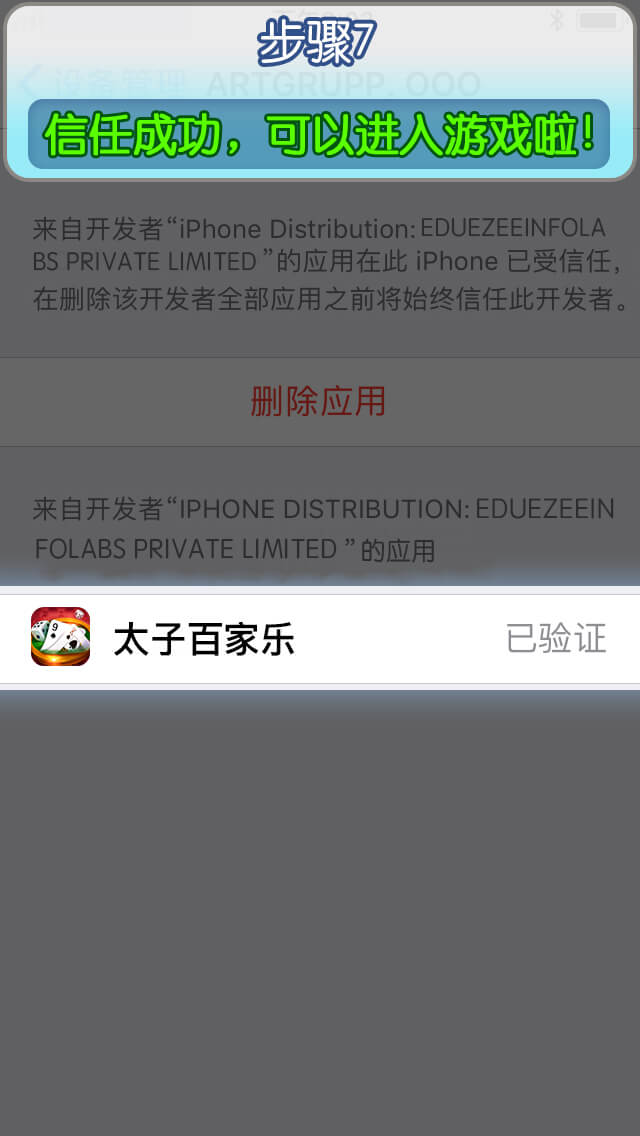 步骤7
设备管理 ARTGRUPP, OOO
信任成功，可以进入游戏啦！
来自开发者“iPhone Distribution: EDUEZEEINFOLA
BS PRIVATE LIMITED ”的应用在此 iPhone 已受信任，
在删除该开发者全部应用之前将始终信任此开发者。
删除应用
来自开发者“IPHONE DISTRIBUTION: EDUEZEEIN
FOLABS PRIVATE LIMITED ”的应用
太子百家乐 已验证